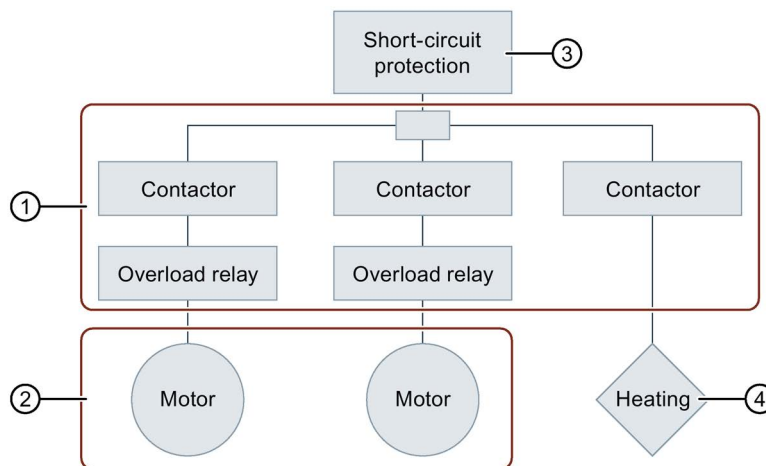 Short-circuit
protection
3
Contactor
Contactor
Contactor
1
Overload relay
Overload relay
2
Motor
Motor
Heating
4